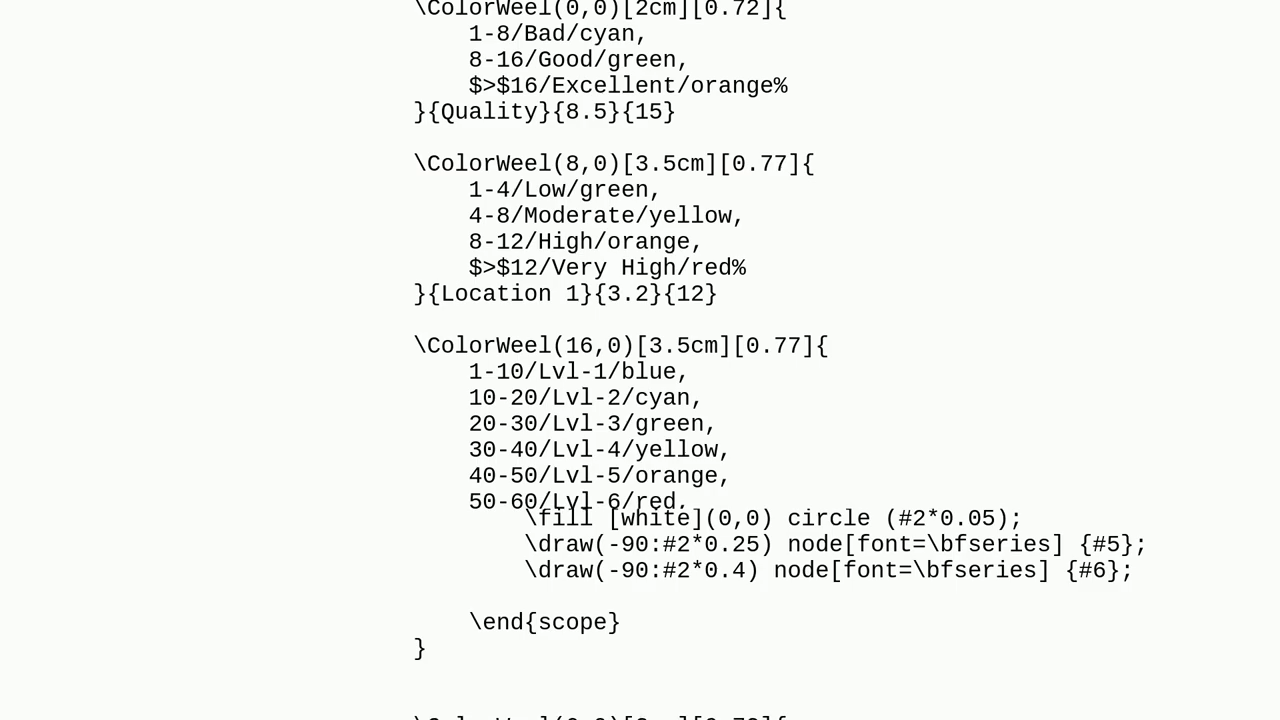 \ColorWeel(0,0)[2cm][0.72]{
    1-8/Bad/cyan,
    8-16/Good/green,
    $>$16/Excellent/orange%
}{Quality}{8.5}{15}

\ColorWeel(8,0)[3.5cm][0.77]{
    1-4/Low/green,
    4-8/Moderate/yellow,
    8-12/High/orange,
    $>$12/Very High/red%
}{Location 1}{3.2}{12}

\ColorWeel(16,0)[3.5cm][0.77]{
    1-10/Lvl-1/blue,
    10-20/Lvl-2/cyan,
    20-30/Lvl-3/green,
    30-40/Lvl-4/yellow,
    40-50/Lvl-5/orange,
    50-60/Lvl-6/red,
        \fill [white](0,0) circle (#2*0.05);
        \draw(-90:#2*0.25) node[font=\bfseries] {#5};
        \draw(-90:#2*0.4) node[font=\bfseries] {#6};

    \end{scope}
}